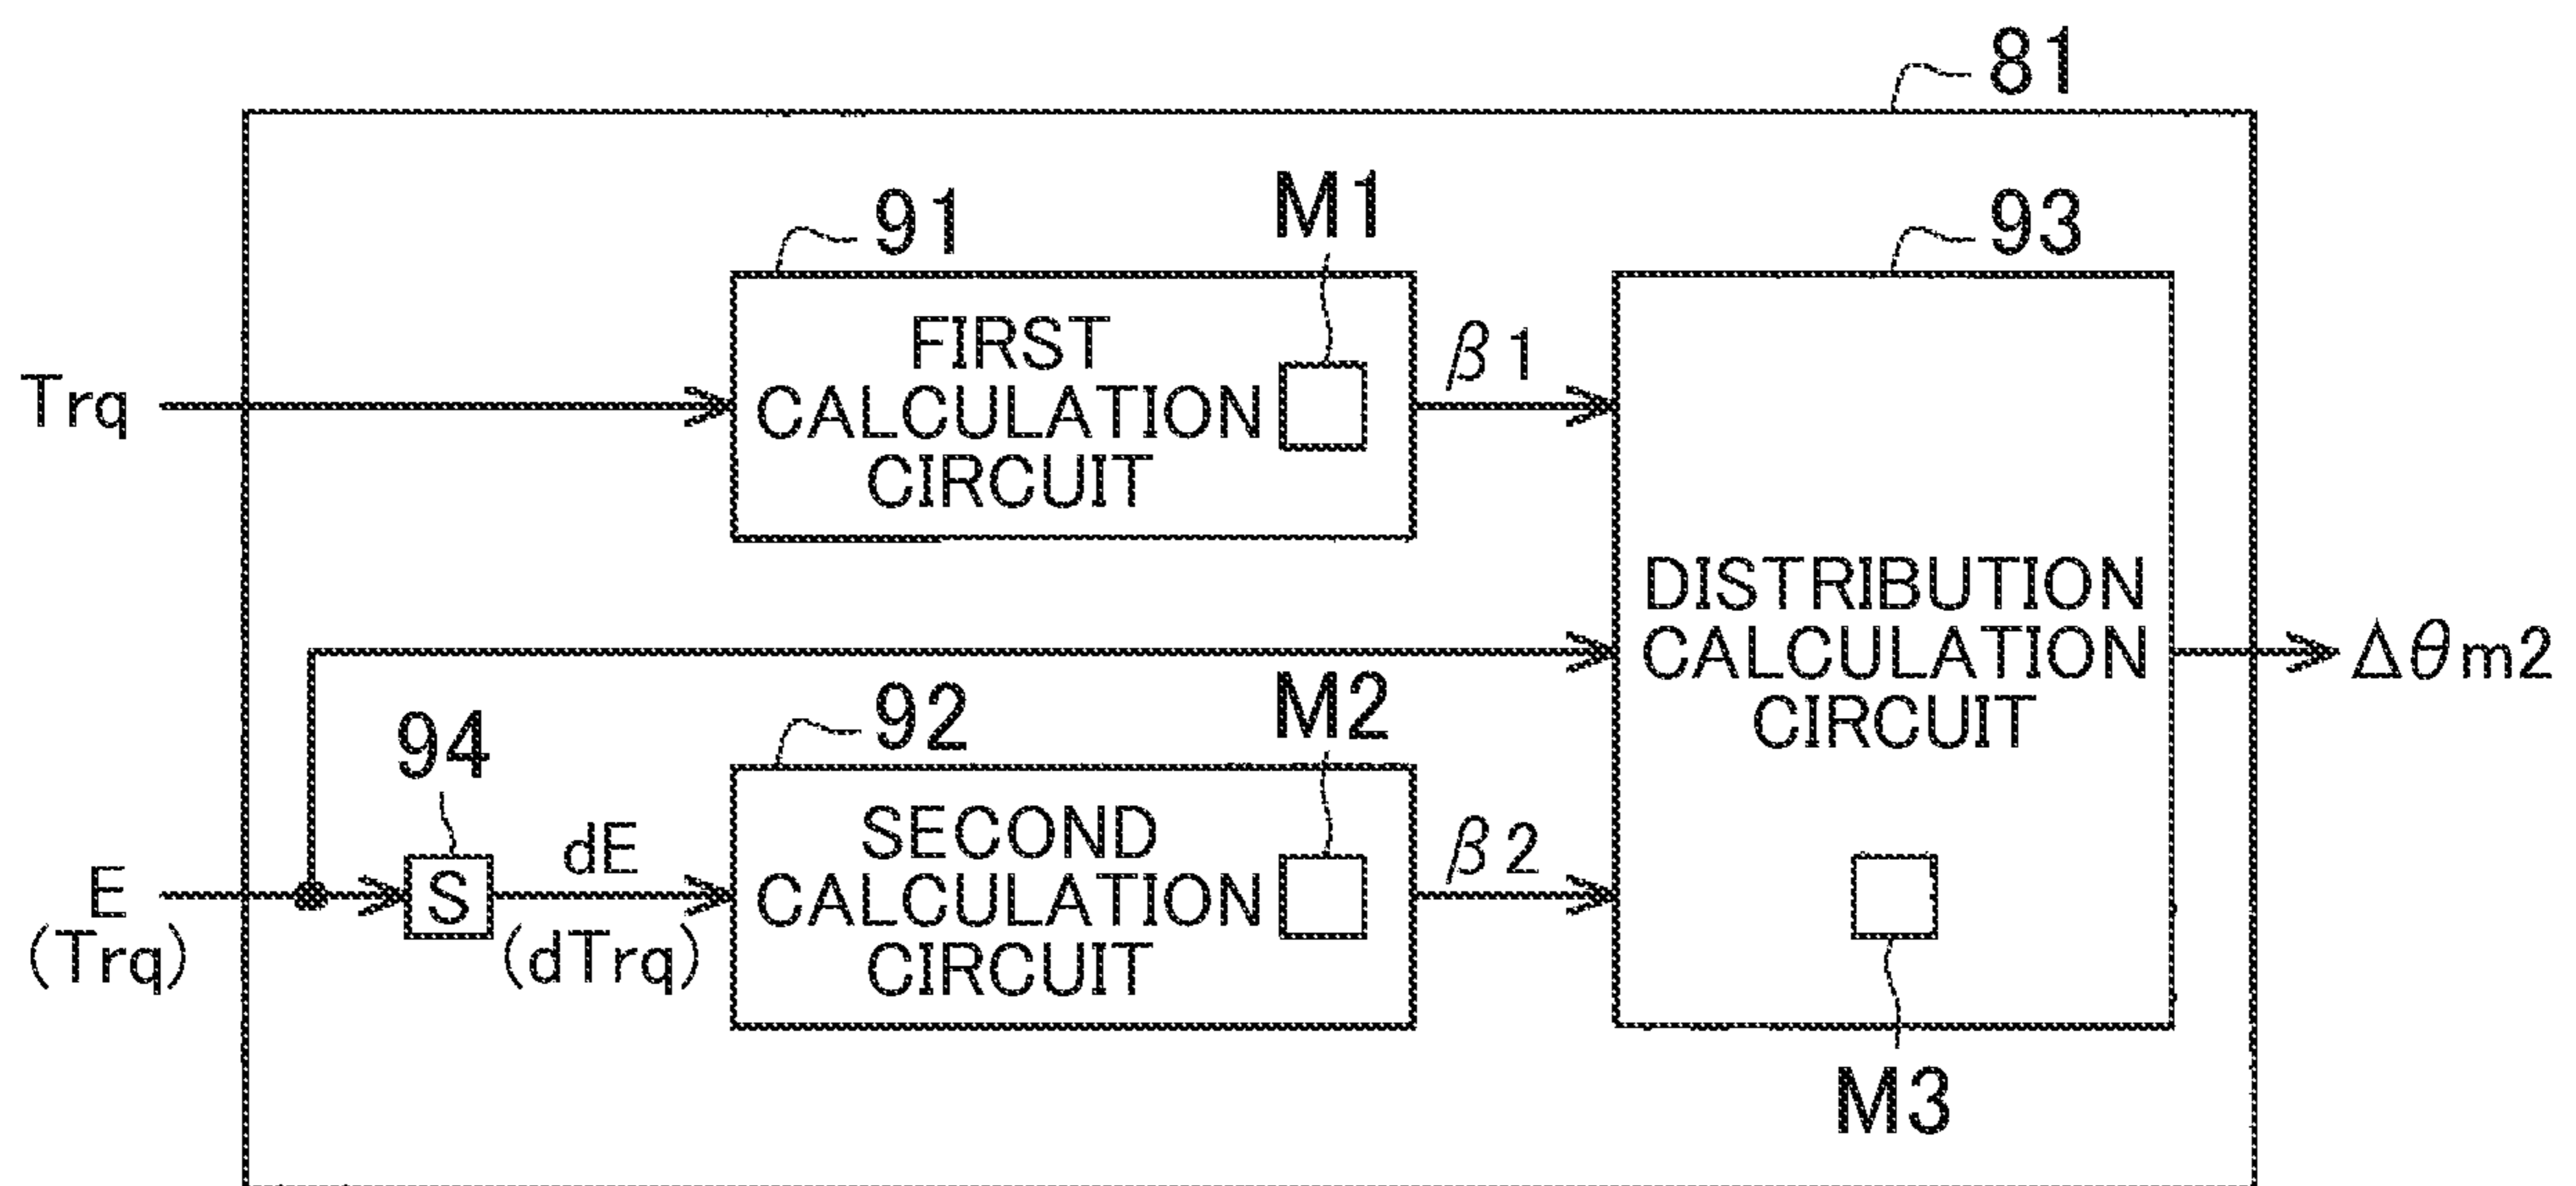 81
91
M1
93
FIRST
CALCULATION
CIRCUIT
β1
Trq
DISTRIBUTION
CALCULATION
CIRCUIT
Δθm2
94
92
M2
E
(Trq)
S
dE
(dTrq)
SECOND
CALCULATION
CIRCUIT
β2
M3